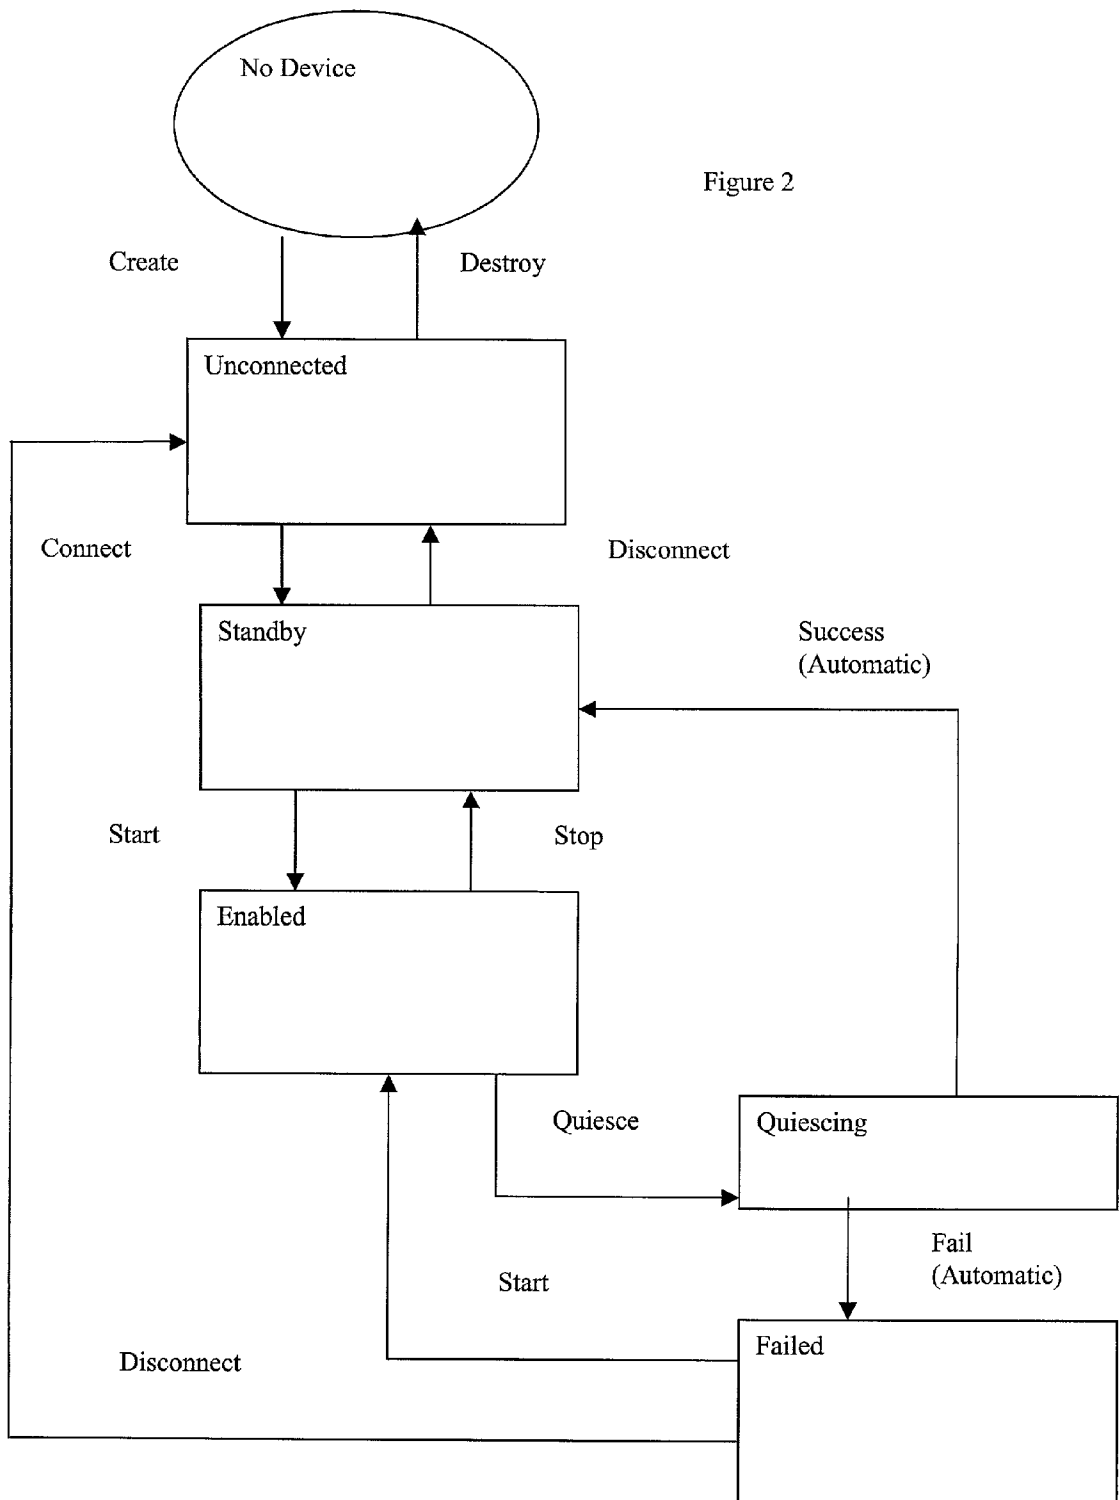 No Device
Figure 2
Create
Destroy
Unconnected
Connect
Disconnect
Standby
Success
(Automatic)
Start
Stop
Enabled
Quiesce
Quiescing
Fail
(Automatic)
Start
Failed
Disconnect